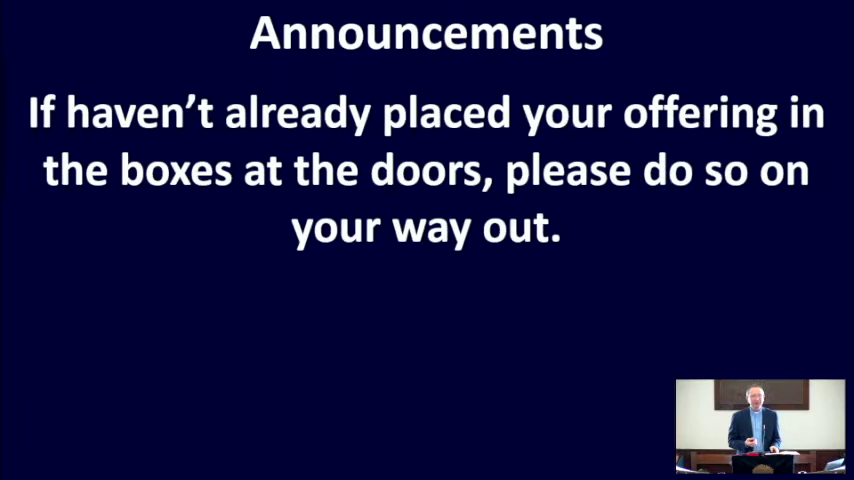 Announcements
If haven’t already placed your offering in
the boxes at the doors, please do so on
your way out.